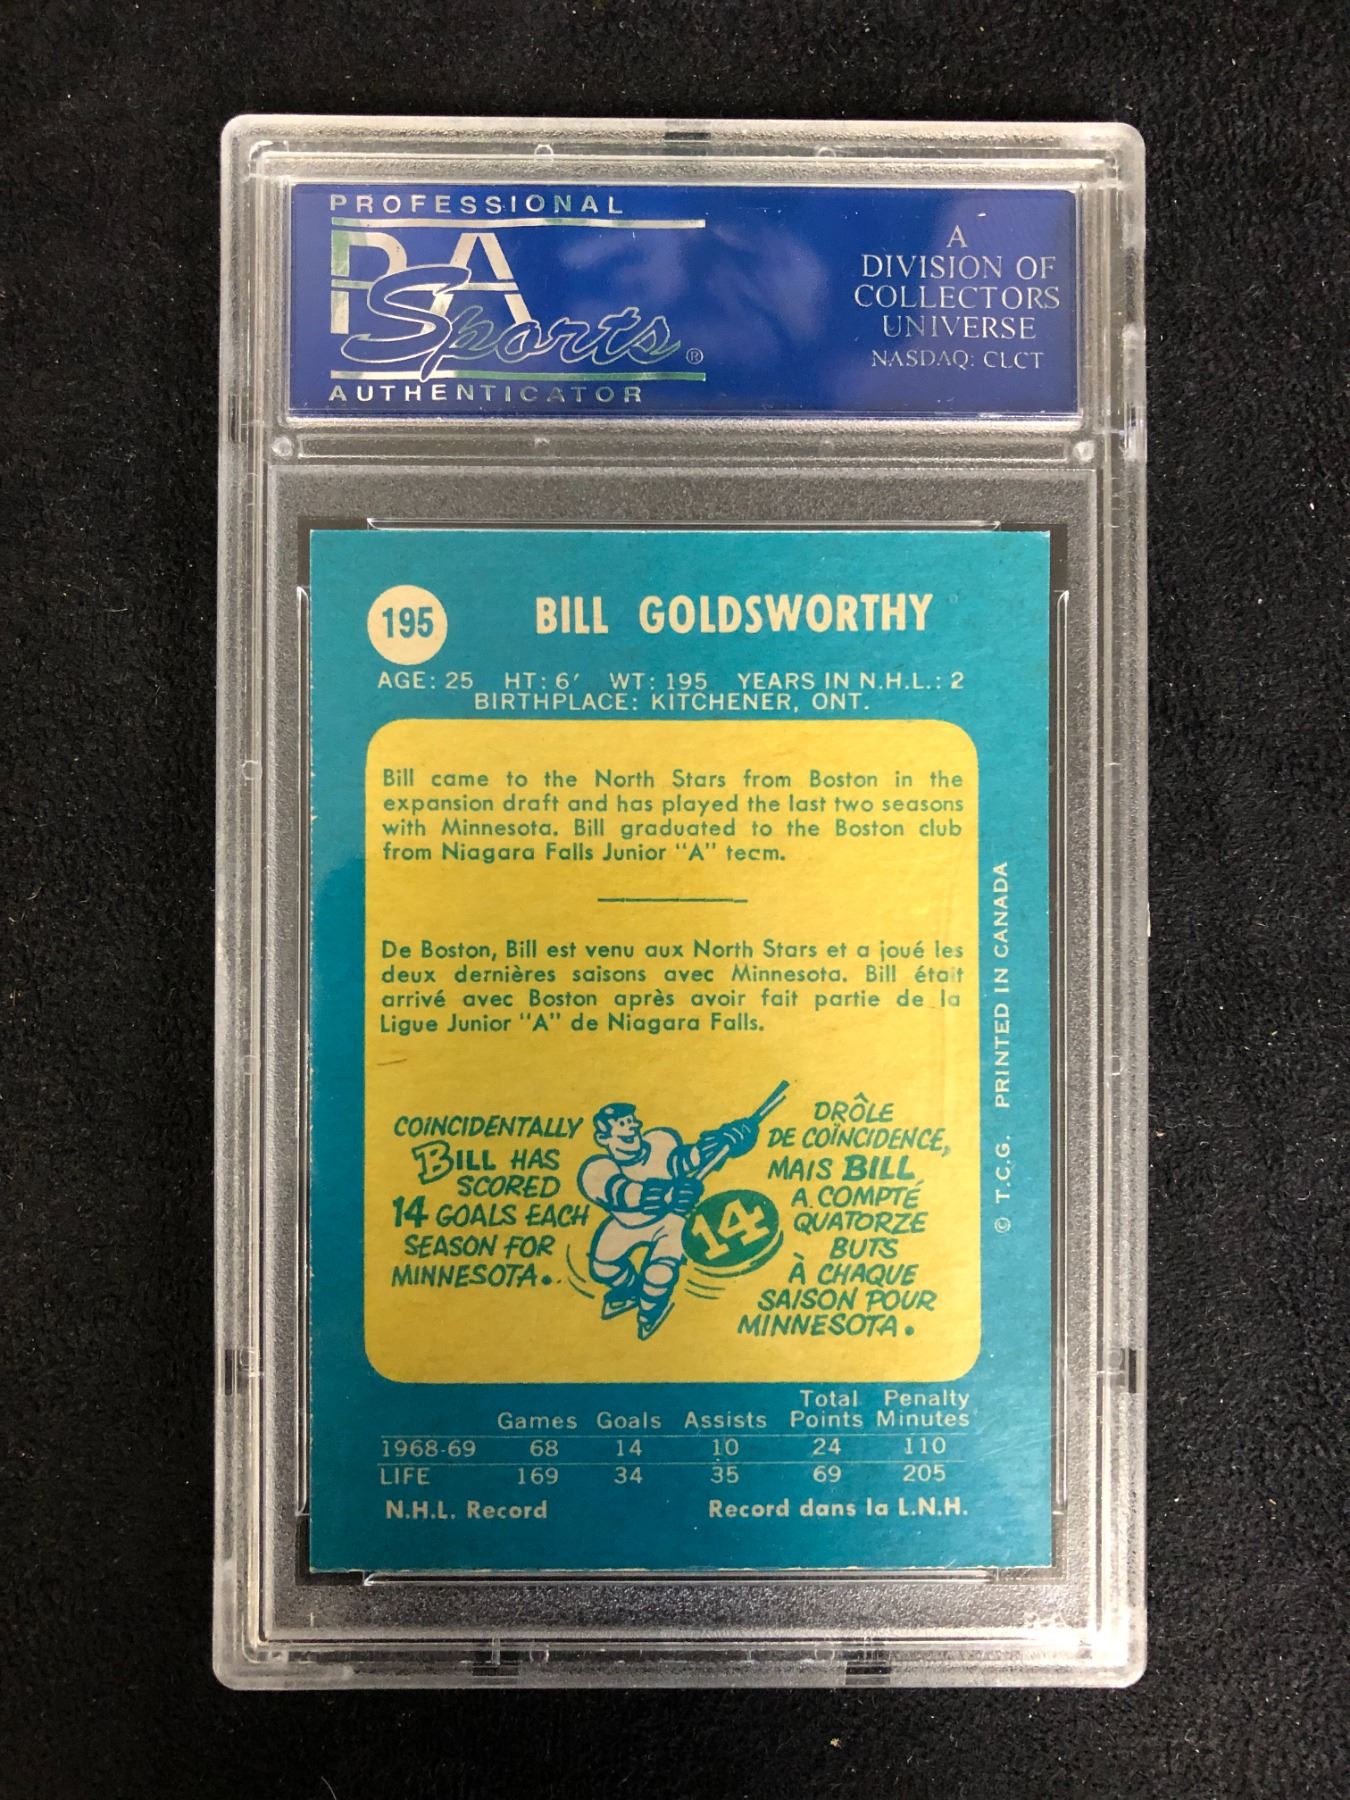 PROFESSIONAL
PSA
Sports®
AUTHENTICATOR
A
DIVISION OF
COLLECTORS
UNIVERSE
NASDAQ: CLCT
195
BILL GOLDSWORTHY
AGE: 25 HT: 6' WT: 195 YEARS IN N.H.L.: 2
BIRTHPLACE: KITCHENER, ONT.
Bill came to the North Stars from Boston in the
expansion draft and has played the last two seasons
with Minnesota. Bill graduated to the Boston club
from Niagara Falls Junior "A" tecm.
De Boston, Bill est venu aux North Stars et a joué les
deux dernières saisons avec Minnesota. Bill était
arrivé avec Boston après avoir fait partie de la
Ligue Junior "A" de Niagara Falls.
COINCIDENTALLY
BILL HAS
SCORED
14 GOALS EACH
SEASON FOR
MINNESOTA.
14
DRÔLE
DE COÏNCIDENCE,
MAIS BILL
A COMPTÉ
QUATORZE
BUTS
À CHAQUE
SAISON POUR
MINNESOTA.
© T.C.G. PRINTED IN CANADA
Total Penalty
Games Goals Assists Points Minutes
1968-69 68 14 10 24 110
LIFE 169 34 35 69 205
N.H.L. Record Record dans la L.N.H.